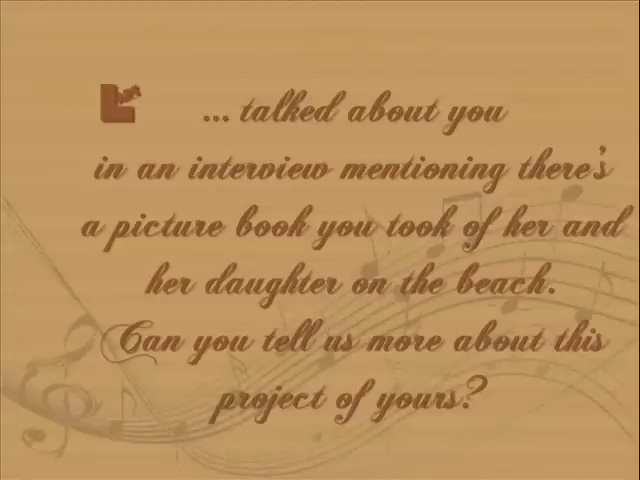 ... talked about you
in an interview mentioning there's
a picture book you took of her and
her daughter on the beach.
Can you tell us more about this
project of yours?